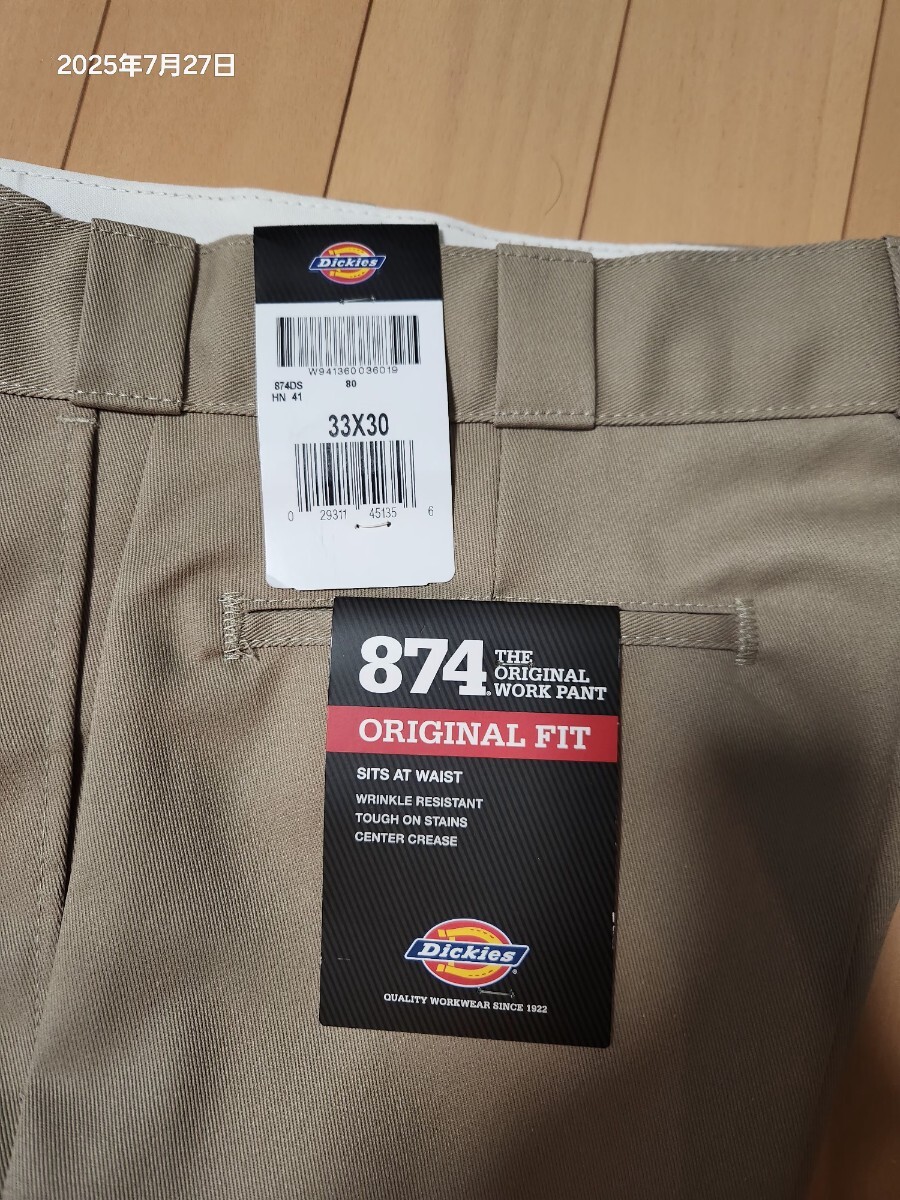 2025年7月27日
Dickies
W941360036019
874DS 80
HN 41
33X30
0 29311 45135 6
874®
THE
ORIGINAL
WORK PANT
ORIGINAL FIT
SITS AT WAIST
WRINKLE RESISTANT
TOUGH ON STAINS
CENTER CREASE
Dickies®
QUALITY WORKWEAR SINCE 1922